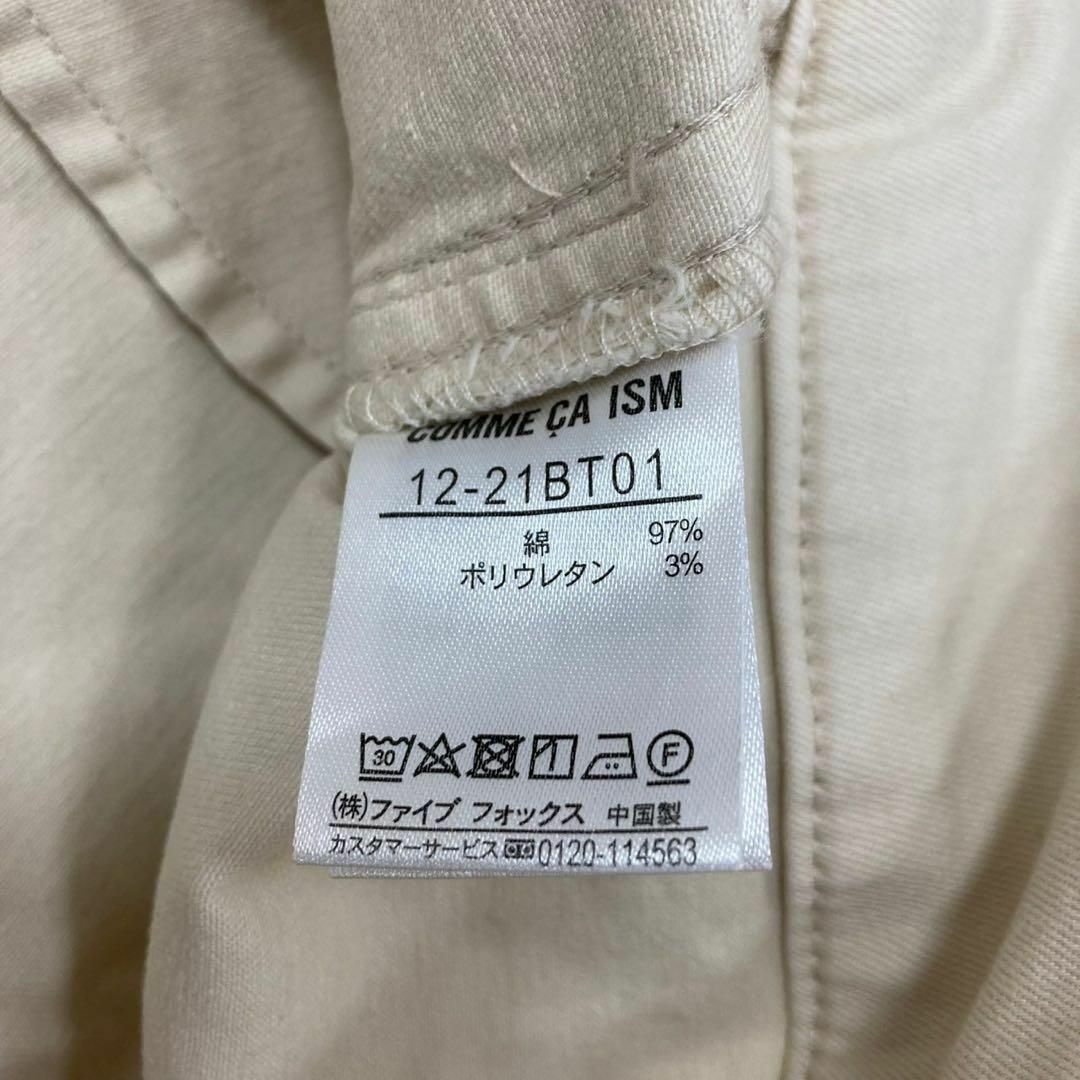 COMME ÇA ISM
12-21BT01
綿 97%
ポリウレタン 3%
30 F
(株)ファイブ フォックス 中国製
カスタマーサービス 0120-114563